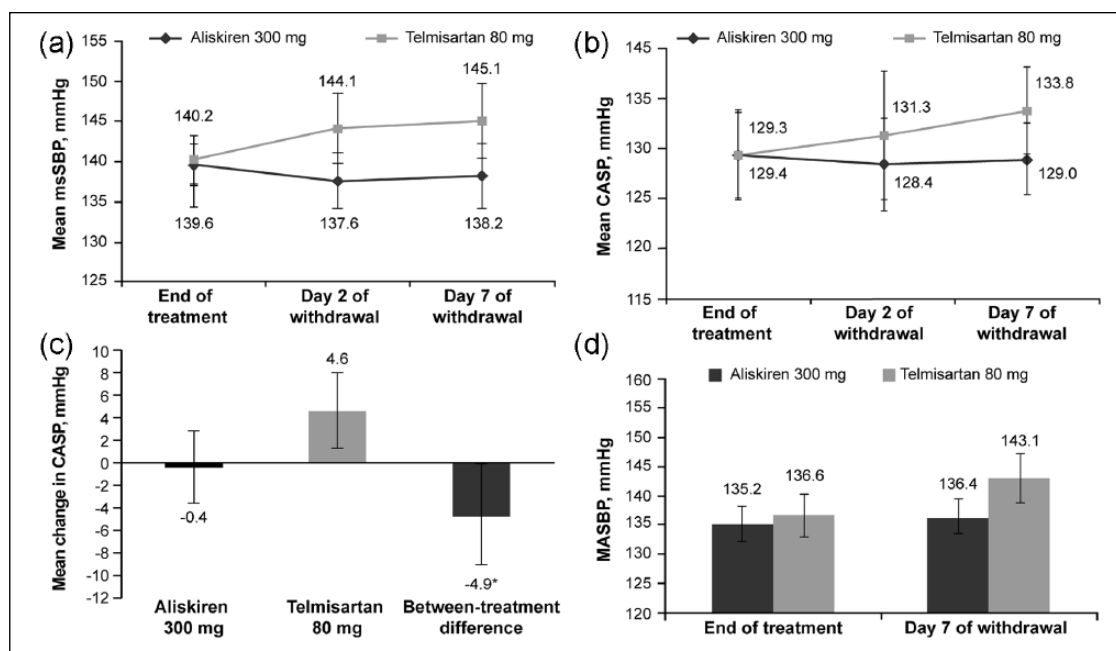 (a)
Aliskiren 300 mg
Telmisartan 80 mg
Mean msSBP, mmHg
155
150
145
140
135
130
125
140.2
144.1
145.1
139.6
137.6
138.2
End of treatment
Day 2 of withdrawal
Day 7 of withdrawal
(b)
Aliskiren 300 mg
Telmisartan 80 mg
Mean CASP, mmHg
145
140
135
130
125
120
115
129.3
131.3
133.8
129.4
128.4
129.0
End of treatment
Day 2 of withdrawal
Day 7 of withdrawal
(c)
Mean change in CASP, mmHg
10
8
6
4
2
0
-2
-4
-6
-8
-10
-12
4.6
-0.4
-4.9*
Aliskiren 300 mg
Telmisartan 80 mg
Between-treatment difference
(d)
Aliskiren 300 mg
Telmisartan 80 mg
MASBP, mmHg
160
155
150
145
140
135
130
125
120
135.2
136.6
136.4
143.1
End of treatment
Day 7 of withdrawal